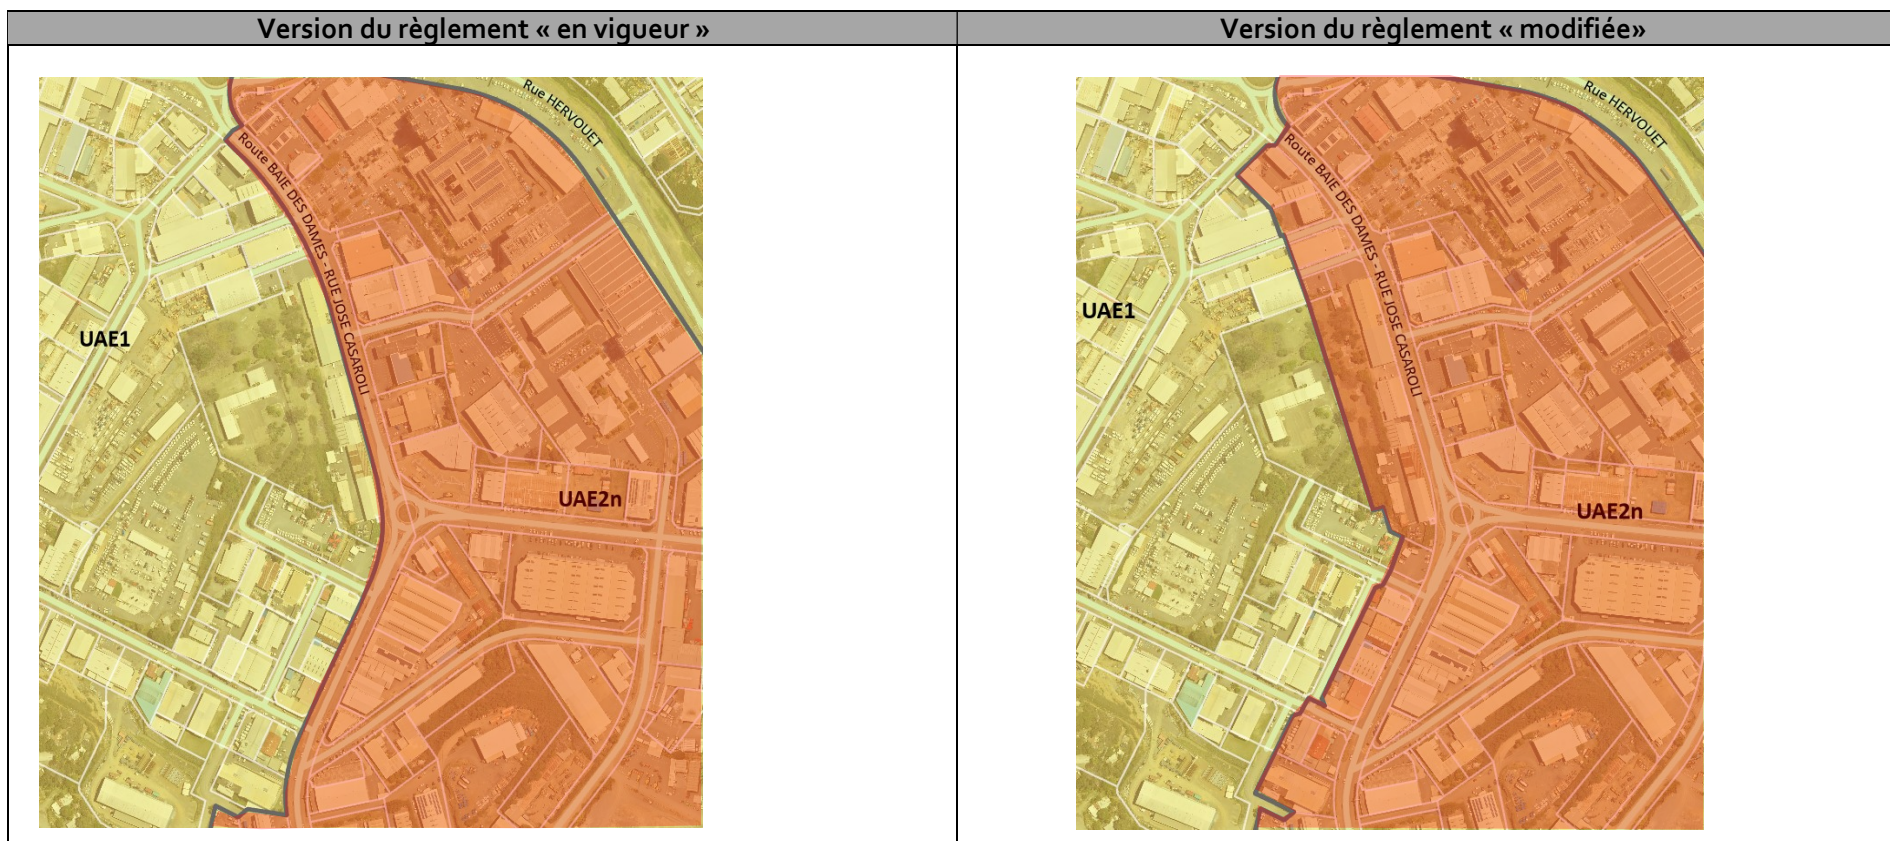 Version du règlement « en vigueur »
Version du règlement « modifiée»
Rue HERVOUET
Route BAIE DES DAMES - RUE JOSE CASAROLI
UAE1
UAE2n
Rue HERVOUET
Route BAIE DES DAMES - RUE JOSE CASAROLI
UAE1
UAE2n